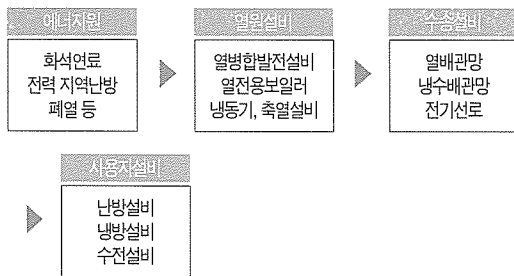 에너지원
화석연료
전력 지역난방
폐열 등
열원설비
열병합발전설비
열전용보일러
냉동기, 축열설비
수송설비
열배관망
냉수배관망
전기선로
사용자설비
난방설비
냉방설비
수전설비